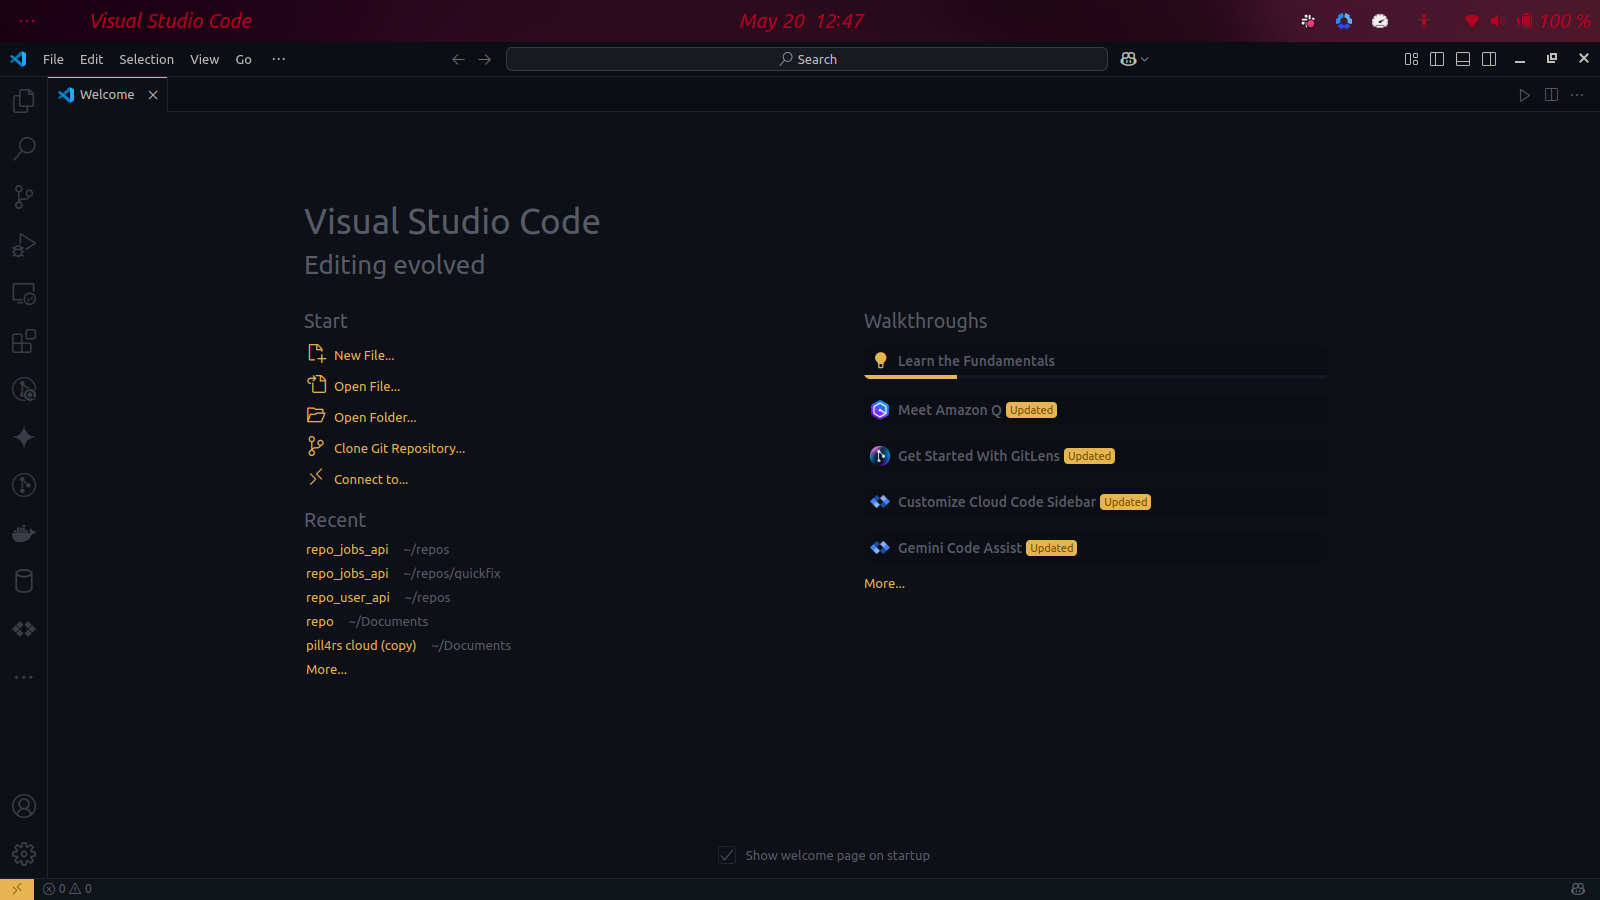 Visual Studio Code
May 20 12:47
100 %
File Edit Selection View Go
Search
Welcome
Visual Studio Code
Editing evolved
Start
New File...
Open File...
Open Folder...
Clone Git Repository...
Connect to...
Recent
repo_jobs_api ~/repos
repo_jobs_api ~/repos/quickfix
repo_user_api ~/repos
repo ~/Documents
pill4rs cloud (copy) ~/Documents
More...
Walkthroughs
Learn the Fundamentals
Meet Amazon Q Updated
Get Started With GitLens Updated
Customize Cloud Code Sidebar Updated
Gemini Code Assist Updated
More...
Show welcome page on startup
0 0